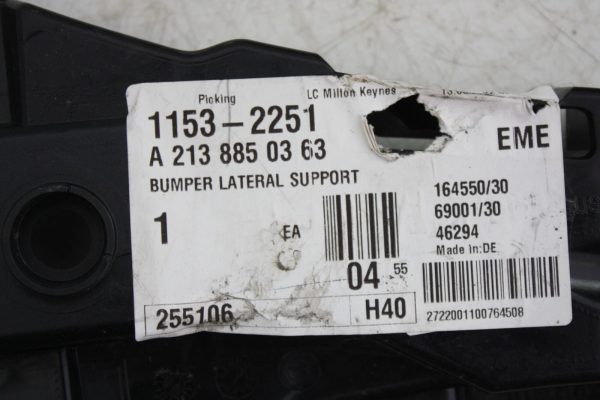 Picking LC Milton Keynes
1153-2251
A 213 885 03 63
EME
BUMPER LATERAL SUPPORT
164550/30
69001/30
46294
Made in: DE
1 EA
04 55
255106 H40
2722001100764508